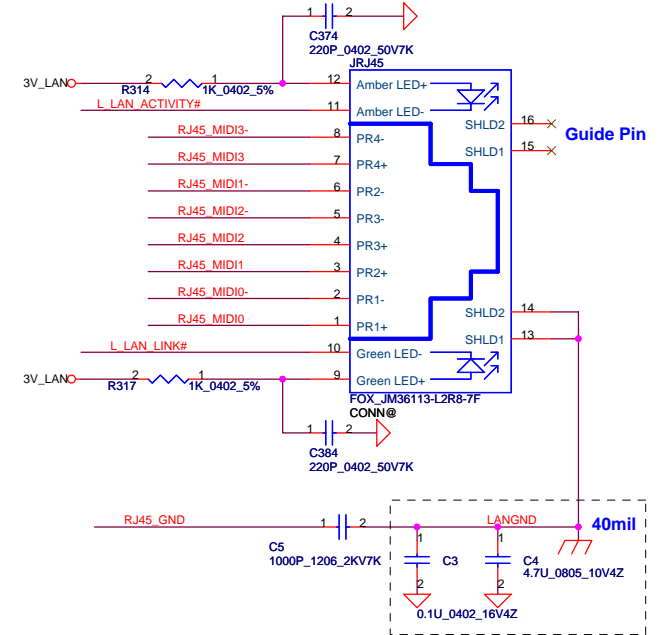 1 2
C374
220P_0402_50V7K
JRJ45
3V_LAN 2 1 12 Amber LED+
R314 1K_0402_5%
L_LAN_ACTIVITY# 11 Amber LED-
16 SHLD2
Guide Pin
RJ45_MIDI3- 8 PR4-
15 SHLD1
RJ45_MIDI3 7 PR4+
RJ45_MIDI1- 6 PR2-
RJ45_MIDI2- 5 PR3-
RJ45_MIDI2 4 PR3+
RJ45_MIDI1 3 PR2+
RJ45_MIDI0- 2 PR1-
14 SHLD2
RJ45_MIDI0 1 PR1+
13 SHLD1
L_LAN_LINK# 10 Green LED-
3V_LAN 2 1 9 Green LED+
R317 1K_0402_5%
FOX_JM36113-L2R8-7F
CONN@
1 2
C384
220P_0402_50V7K
RJ45_GND 1 2 LANGND 40mil
C5
1000P_1206_2KV7K
1 1
C3 C4
4.7U_0805_10V4Z
2 2
0.1U_0402_16V4Z